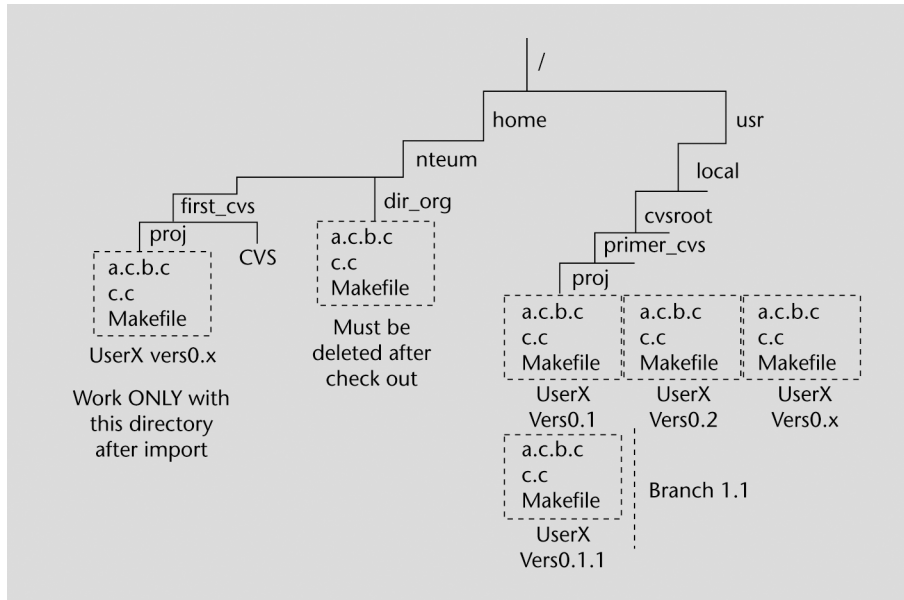 /
home
usr
nteum
local
first_cvs
dir_org
cvsroot
proj
CVS
primer_cvs
proj
a.c.b.c
c.c
Makefile
UserX vers0.x
Work ONLY with
this directory
after import
a.c.b.c
c.c
Makefile
Must be
deleted after
check out
a.c.b.c
c.c
Makefile
UserX
Vers0.1
a.c.b.c
c.c
Makefile
UserX
Vers0.2
a.c.b.c
c.c
Makefile
UserX
Vers0.x
a.c.b.c
c.c
Makefile
UserX
Vers0.1.1
Branch 1.1